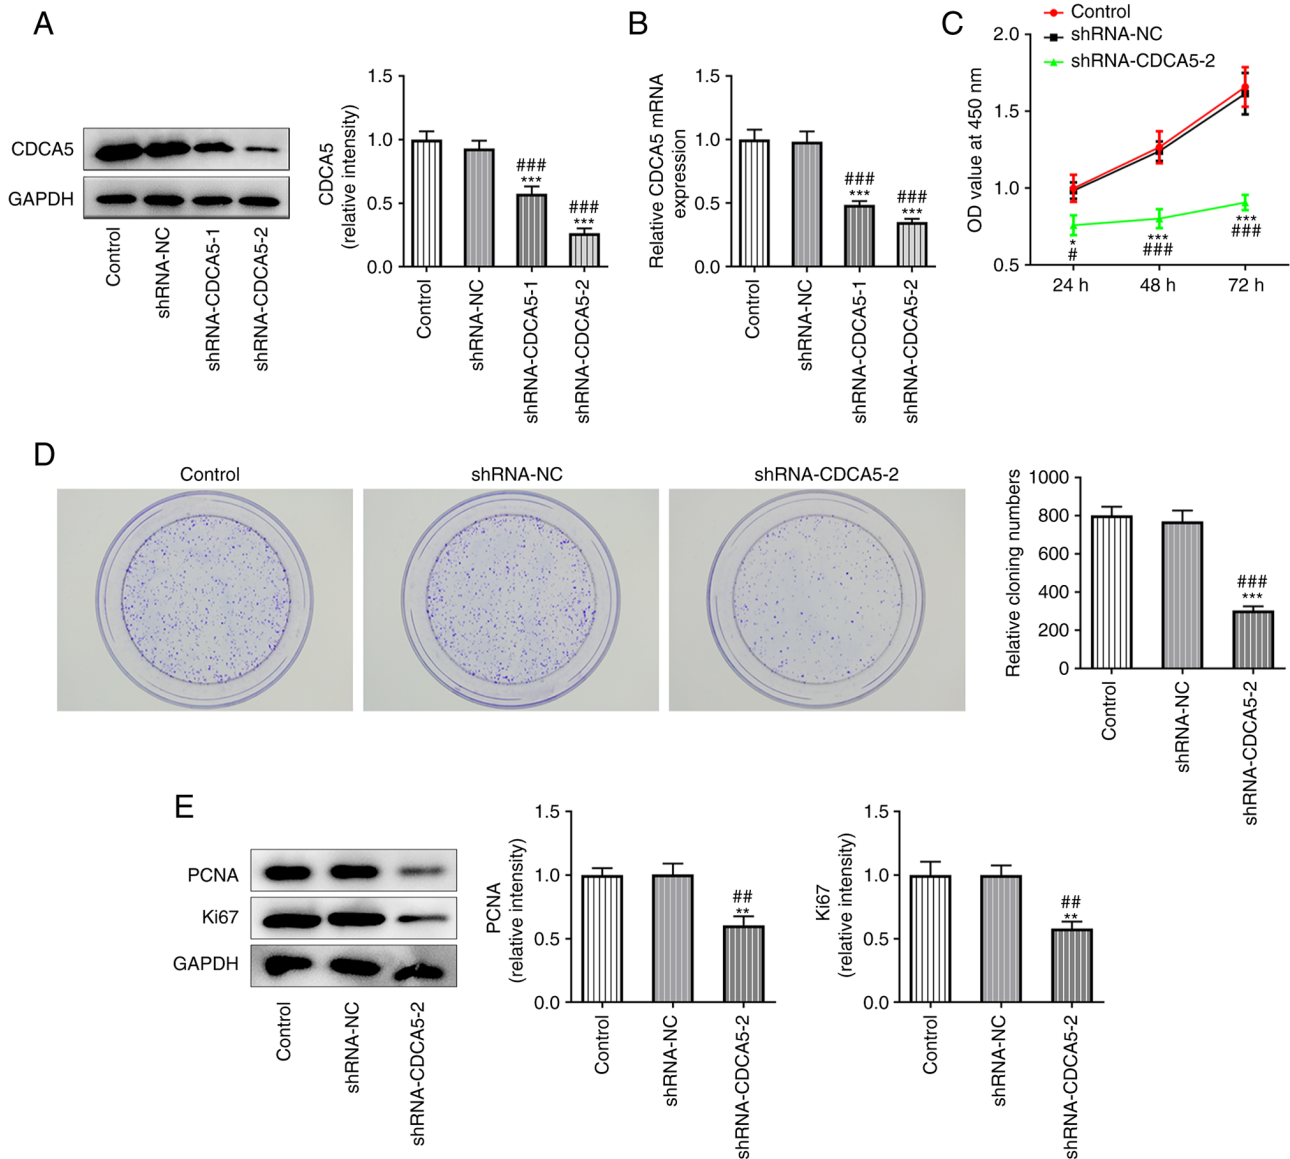 A
CDCA5
GAPDH
Control
shRNA-NC
shRNA-CDCA5-1
shRNA-CDCA5-2
CDCA5
(relative intensity)
1.5
1.0
0.5
0.0
###
***
###
***
Control
shRNA-NC
shRNA-CDCA5-1
shRNA-CDCA5-2
B
Relative CDCA5 mRNA
expression
1.5
1.0
0.5
0.0
###
***
###
***
Control
shRNA-NC
shRNA-CDCA5-1
shRNA-CDCA5-2
C
Control
shRNA-NC
shRNA-CDCA5-2
OD value at 450 nm
2.0
1.5
1.0
0.5
*
#
***
###
***
###
24 h
48 h
72 h
D
Control
shRNA-NC
shRNA-CDCA5-2
Relative cloning numbers
1000
800
600
400
200
0
###
***
Control
shRNA-NC
shRNA-CDCA5-2
E
PCNA
Ki67
GAPDH
Control
shRNA-NC
shRNA-CDCA5-2
PCNA
(relative intensity)
1.5
1.0
0.5
0.0
##
**
Control
shRNA-NC
shRNA-CDCA5-2
Ki67
(relative intensity)
1.5
1.0
0.5
0.0
##
**
Control
shRNA-NC
shRNA-CDCA5-2